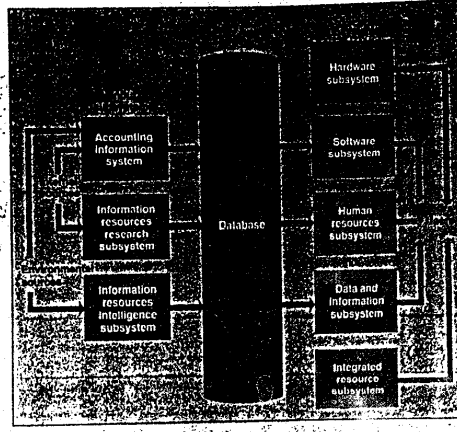 Accounting
information
system
Information
resources
research
subsystem
Information
resources
intelligence
subsystem
Database
Hardware
subsystem
Software
subsystem
Human
resources
subsystem
Data and
information
subsystem
Integrated
resource
subsystem